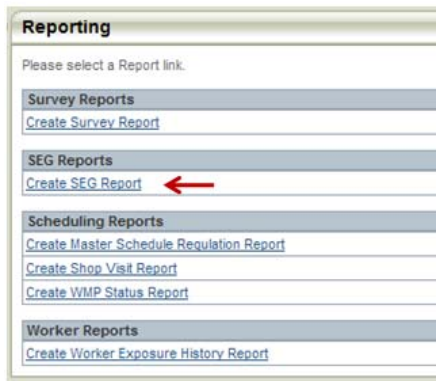 Reporting
Please select a Report link.
Survey Reports
Create Survey Report
SEG Reports
Create SEG Report
Scheduling Reports
Create Master Schedule Regulation Report
Create Shop Visit Report
Create WMP Status Report
Worker Reports
Create Worker Exposure History Report